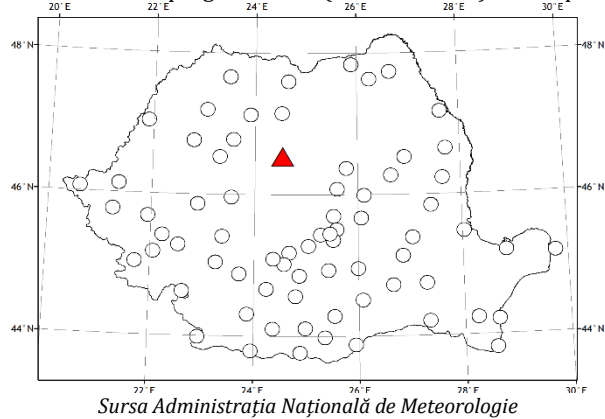 20°E 22°E 24°E 26°E 28°E 30°E
48°N 48°N
46°N 46°N
44°N 44°N
22°E 24°E 26°E 28°E 30°E
Sursa Administrația Națională de Meteorologie